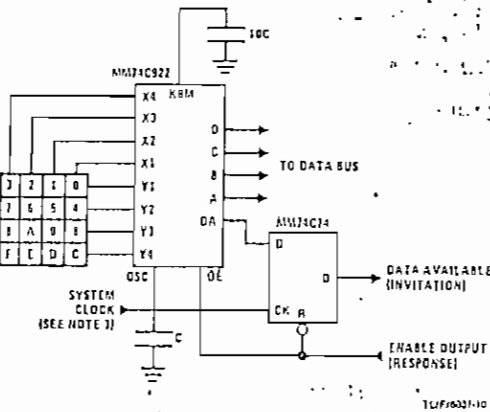 10C
MM74C922
KBM
X4
X3
X2
X1
Y1
Y2
Y3
Y4
D
C
B
A
DA
TO DATA BUS
3 2 1 0
7 6 5 4
B A 9 8
F E D C
OSC
OE
MM74C74
D
CK
R
DATA AVAILABLE
(INVITATION)
SYSTEM
CLOCK
(SEE NOTE 3)
C
ENABLE OUTPUT
(RESPONSE)